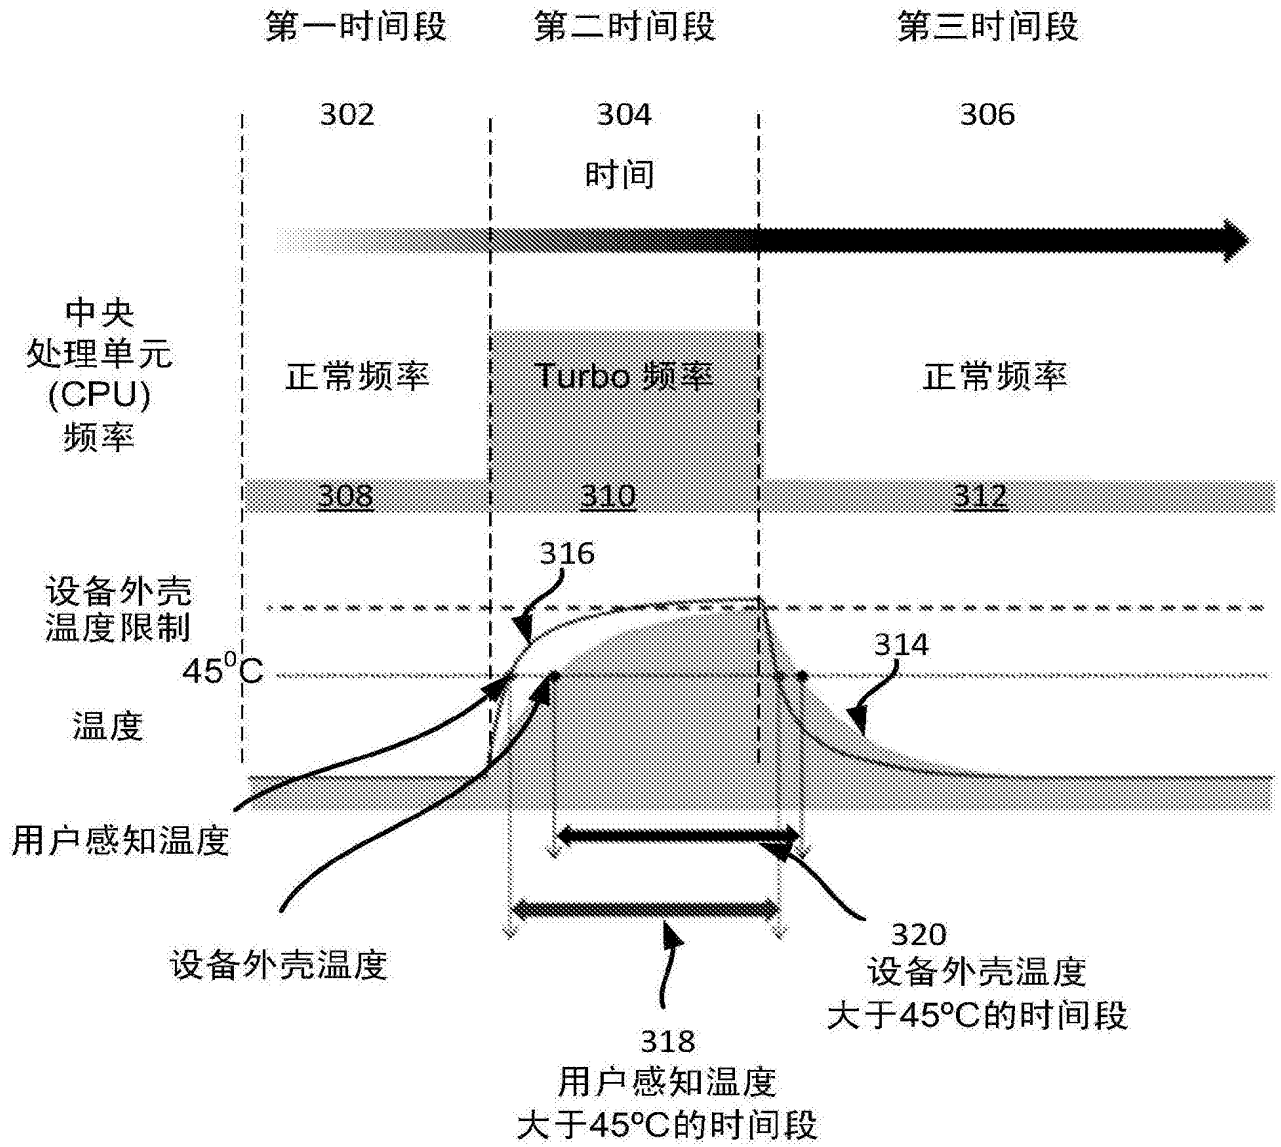 第一时间段
第二时间段
第三时间段
302
304
306
时间
中央
处理单元
(CPU)
频率
正常频率
Turbo 频率
正常频率
308
310
312
316
设备外壳
温度限制
314
45⁰C
温度
用户感知温度
设备外壳温度
320
设备外壳温度
大于45ºC的时间段
318
用户感知温度
大于45ºC的时间段